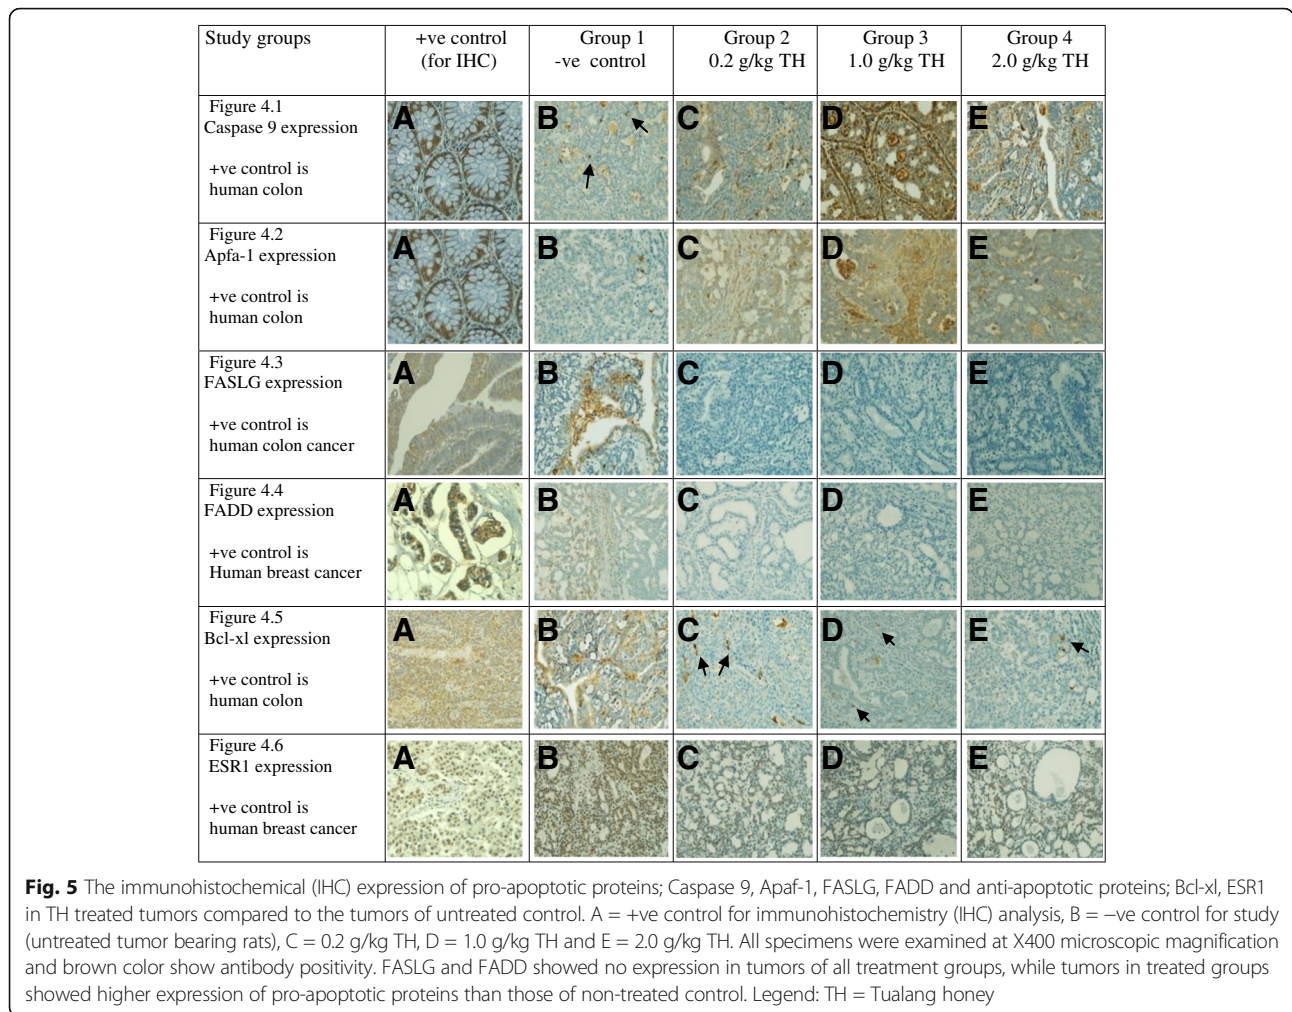 Study groups
+ve control
(for IHC)
Group 1
-ve control
Group 2
0.2 g/kg TH
Group 3
1.0 g/kg TH
Group 4
2.0 g/kg TH
Figure 4.1
Caspase 9 expression
+ve control is
human colon
A
B
C
D
E
Figure 4.2
Apfa-1 expression
+ve control is
human colon
A
B
C
D
E
Figure 4.3
FASLG expression
+ve control is
human colon cancer
A
B
C
D
E
Figure 4.4
FADD expression
+ve control is
Human breast cancer
A
B
C
D
E
Figure 4.5
Bcl-xl expression
+ve control is
human colon
A
B
C
D
E
Figure 4.6
ESR1 expression
+ve control is
human breast cancer
A
B
C
D
E
Fig. 5 The immunohistochemical (IHC) expression of pro-apoptotic proteins; Caspase 9, Apaf-1, FASLG, FADD and anti-apoptotic proteins; Bcl-xl, ESR1
in TH treated tumors compared to the tumors of untreated control. A = +ve control for immunohistochemistry (IHC) analysis, B = −ve control for study
(untreated tumor bearing rats), C = 0.2 g/kg TH, D = 1.0 g/kg TH and E = 2.0 g/kg TH. All specimens were examined at X400 microscopic magnification
and brown color show antibody positivity. FASLG and FADD showed no expression in tumors of all treatment groups, while tumors in treated groups
showed higher expression of pro-apoptotic proteins than those of non-treated control. Legend: TH = Tualang honey